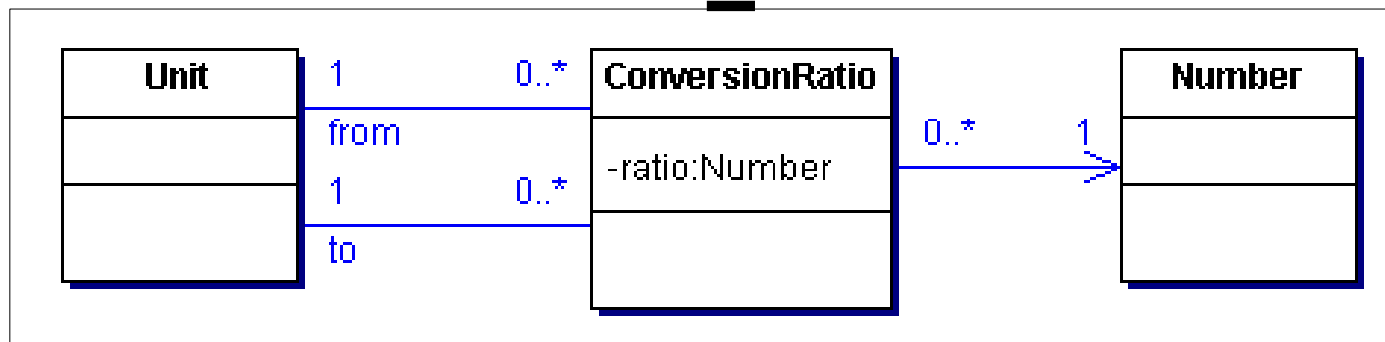 Unit
1
0..*
from
1
0..*
to
ConversionRatio
-ratio:Number
0..*
1
Number